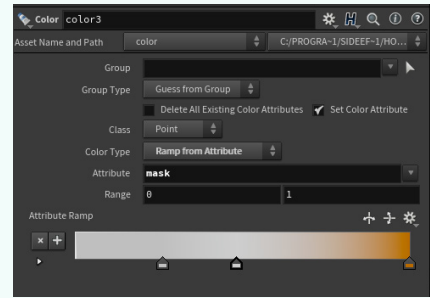 Color color3
Asset Name and Path color C:/PROGRA~1/SIDEEF~1/HO...
Group
Group Type Guess from Group
Delete All Existing Color Attributes Set Color Attribute
Class Point
Color Type Ramp from Attribute
Attribute mask
Range 0 1
Attribute Ramp